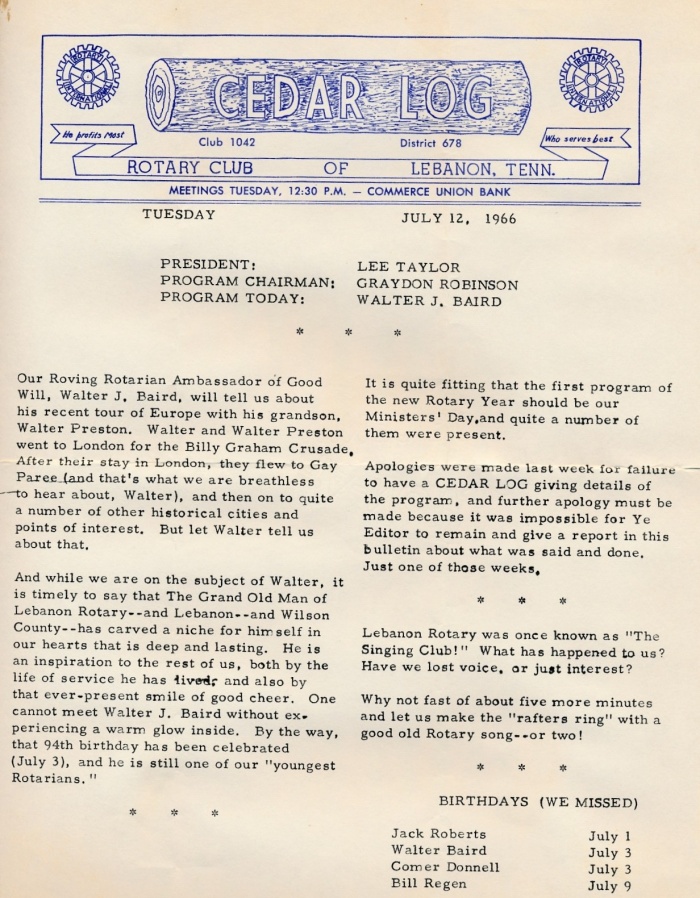 ROTARY INTERNATIONAL
CEDAR LOG
ROTARY INTERNATIONAL
He profits Most
Club 1042 District 678
Who serves best
ROTARY CLUB OF LEBANON, TENN.
MEETINGS TUESDAY, 12:30 P.M. — COMMERCE UNION BANK
TUESDAY JULY 12, 1966
PRESIDENT: LEE TAYLOR
PROGRAM CHAIRMAN: GRAYDON ROBINSON
PROGRAM TODAY: WALTER J. BAIRD
* * *
Our Roving Rotarian Ambassador of Good
Will, Walter J. Baird, will tell us about
his recent tour of Europe with his grandson,
Walter Preston. Walter and Walter Preston
went to London for the Billy Graham Crusade.
After their stay in London, they flew to Gay
Paree (and that's what we are breathless
to hear about, Walter), and then on to quite
a number of other historical cities and
points of interest. But let Walter tell us
about that.
And while we are on the subject of Walter, it
is timely to say that The Grand Old Man of
Lebanon Rotary--and Lebanon--and Wilson
County--has carved a niche for himself in
our hearts that is deep and lasting. He is
an inspiration to the rest of us, both by the
life of service he has lived, and also by
that ever-present smile of good cheer. One
cannot meet Walter J. Baird without ex-
periencing a warm glow inside. By the way,
that 94th birthday has been celebrated
(July 3), and he is still one of our "youngest
Rotarians."
* * *
It is quite fitting that the first program of
the new Rotary Year should be our
Ministers' Day,and quite a number of
them were present.
Apologies were made last week for failure
to have a CEDAR LOG giving details of
the program, and further apology must be
made because it was impossible for Ye
Editor to remain and give a report in this
bulletin about what was said and done.
Just one of those weeks.
* * *
Lebanon Rotary was once known as "The
Singing Club!" What has happened to us?
Have we lost voice, or just interest?
Why not fast of about five more minutes
and let us make the "rafters ring" with a
good old Rotary song--or two!
* * *
BIRTHDAYS (WE MISSED)
Jack Roberts July 1
Walter Baird July 3
Comer Donnell July 3
Bill Regen July 9